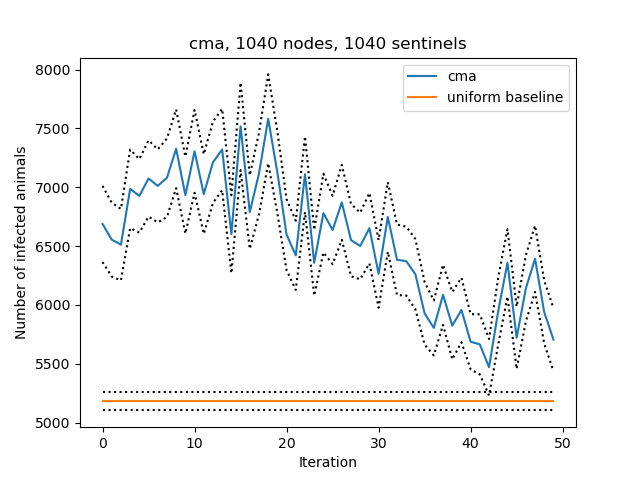 cma, 1040 nodes, 1040 sentinels
cma
uniform baseline
8000
7500
7000
6500
6000
5500
5000
Number of infected animals
0 10 20 30 40 50
Iteration